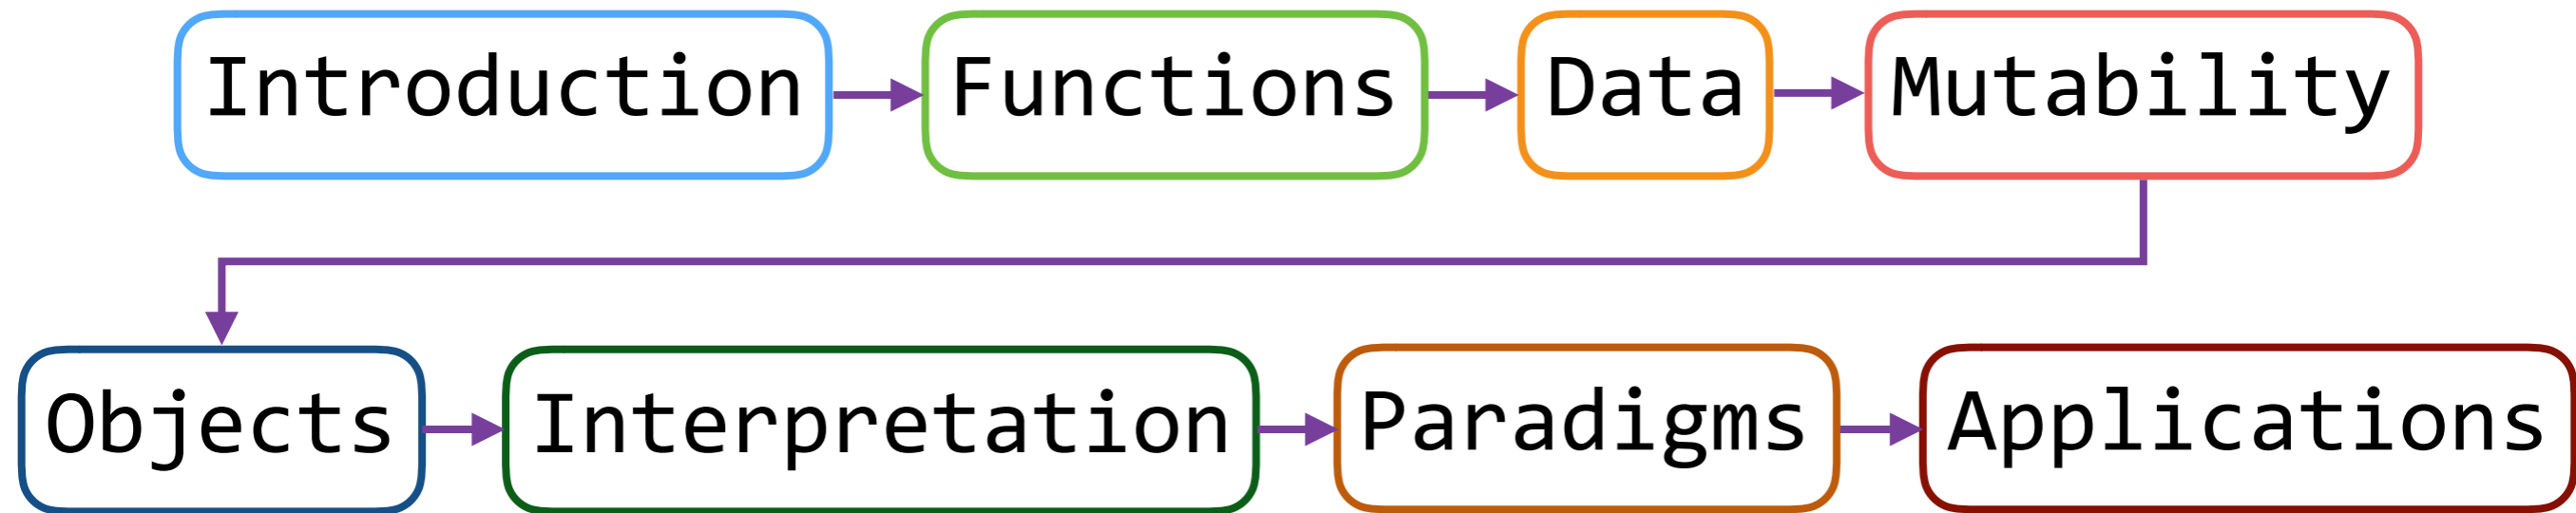 Introduction Functions Data Mutability
Objects Interpretation Paradigms Applications